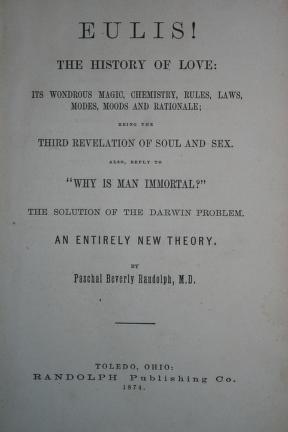 EULIS!
THE HISTORY OF LOVE:
ITS WONDROUS MAGIC, CHEMISTRY, RULES, LAWS,
MODES, MOODS AND RATIONALE;
BEING THE
THIRD REVELATION OF SOUL AND SEX.
ALSO, REPLY TO
"WHY IS MAN IMMORTAL?"
THE SOLUTION OF THE DARWIN PROBLEM.
AN ENTIRELY NEW THEORY.
BY
Paschal Beverly Randolph, M.D.
TOLEDO, OHIO:
RANDOLPH Publishing Co.
1874.